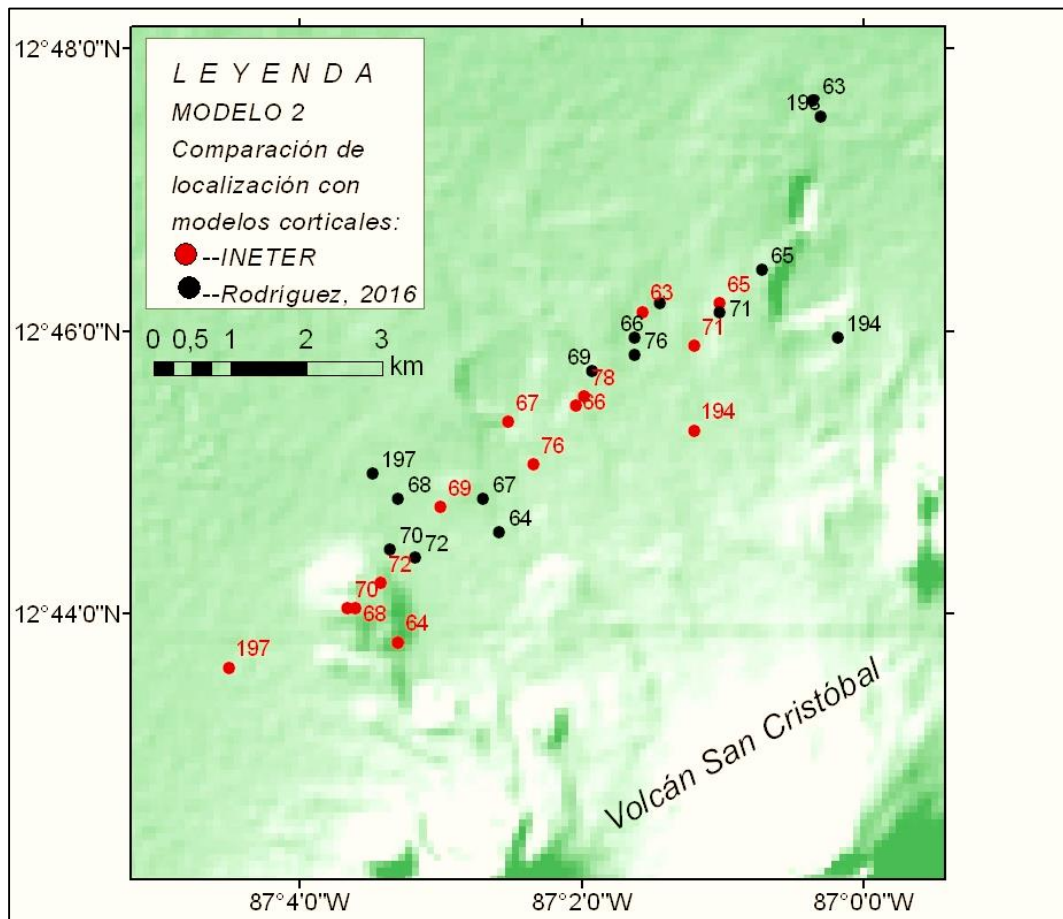 12°48'0"N
L E Y E N D A
MODELO 2
Comparación de
localización con
modelos corticales:
--INETER
--Rodriguez, 2016
0 0,5 1 2 3
km
63
65
65
63
12°46'0"N
71
194
66
71
76
69
78
66
67
194
76
197
68
69
67
64
70
72
72
70
68
12°44'0"N
64
197
Volcán San Cristóbal
87°4'0"W 87°2'0"W 87°0'0"W